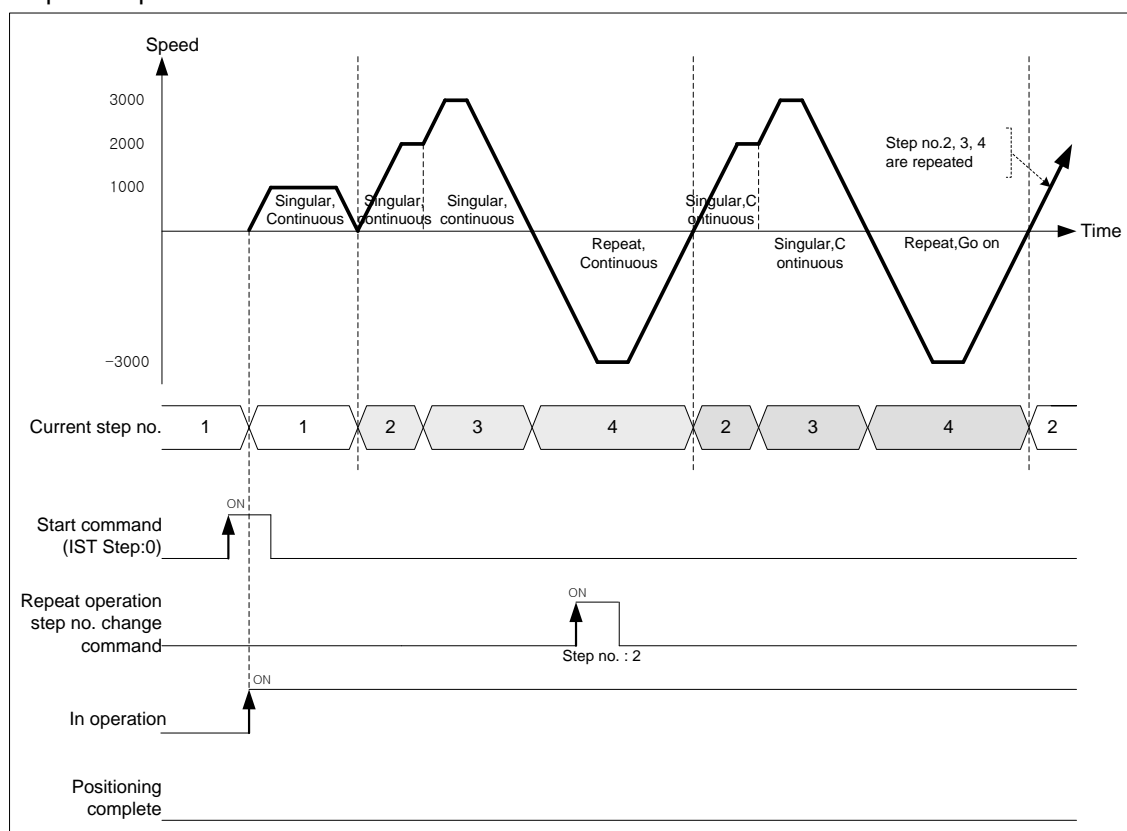 Speed
3000
2000
1000
-3000
Singular,
Continuous
Singular,
continuous
Singular,
continuous
Repeat,
Continuous
Singular,C
ontinuous
Singular,C
ontinuous
Repeat,Go on
Step no.2, 3, 4
are repeated
Time
Current step no.
1
1
2
3
4
2
3
4
2
Start command
(IST Step:0)
ON
Repeat operation
step no. change
command
ON
Step no. : 2
In operation
ON
Positioning
complete